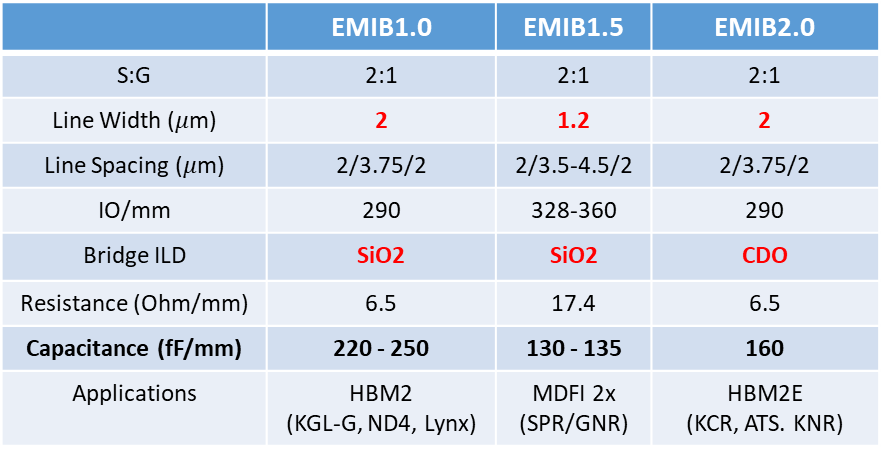 EMIB1.0 EMIB1.5 EMIB2.0
S:G 2:1 2:1 2:1
Line Width (𝜇m) 2 1.2 2
Line Spacing (𝜇m) 2/3.75/2 2/3.5-4.5/2 2/3.75/2
IO/mm 290 328-360 290
Bridge ILD SiO2 SiO2 CDO
Resistance (Ohm/mm) 6.5 17.4 6.5
Capacitance (fF/mm) 220 - 250 130 - 135 160
Applications HBM2 MDFI 2x HBM2E
(KGL-G, ND4, Lynx) (SPR/GNR) (KCR, ATS. KNR)